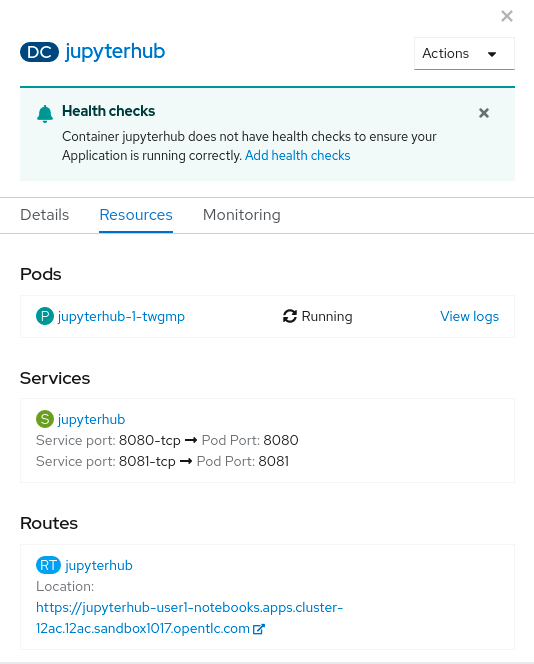 DC jupyterhub
Actions
Health checks
Container jupyterhub does not have health checks to ensure your
Application is running correctly. Add health checks
Details Resources Monitoring
Pods
P jupyterhub-1-twgmp Running View logs
Services
S jupyterhub
Service port: 8080-tcp → Pod Port: 8080
Service port: 8081-tcp → Pod Port: 8081
Routes
RT jupyterhub
Location:
https://jupyterhub-user1-notebooks.apps.cluster-
12ac.12ac.sandbox1017.opentlc.com